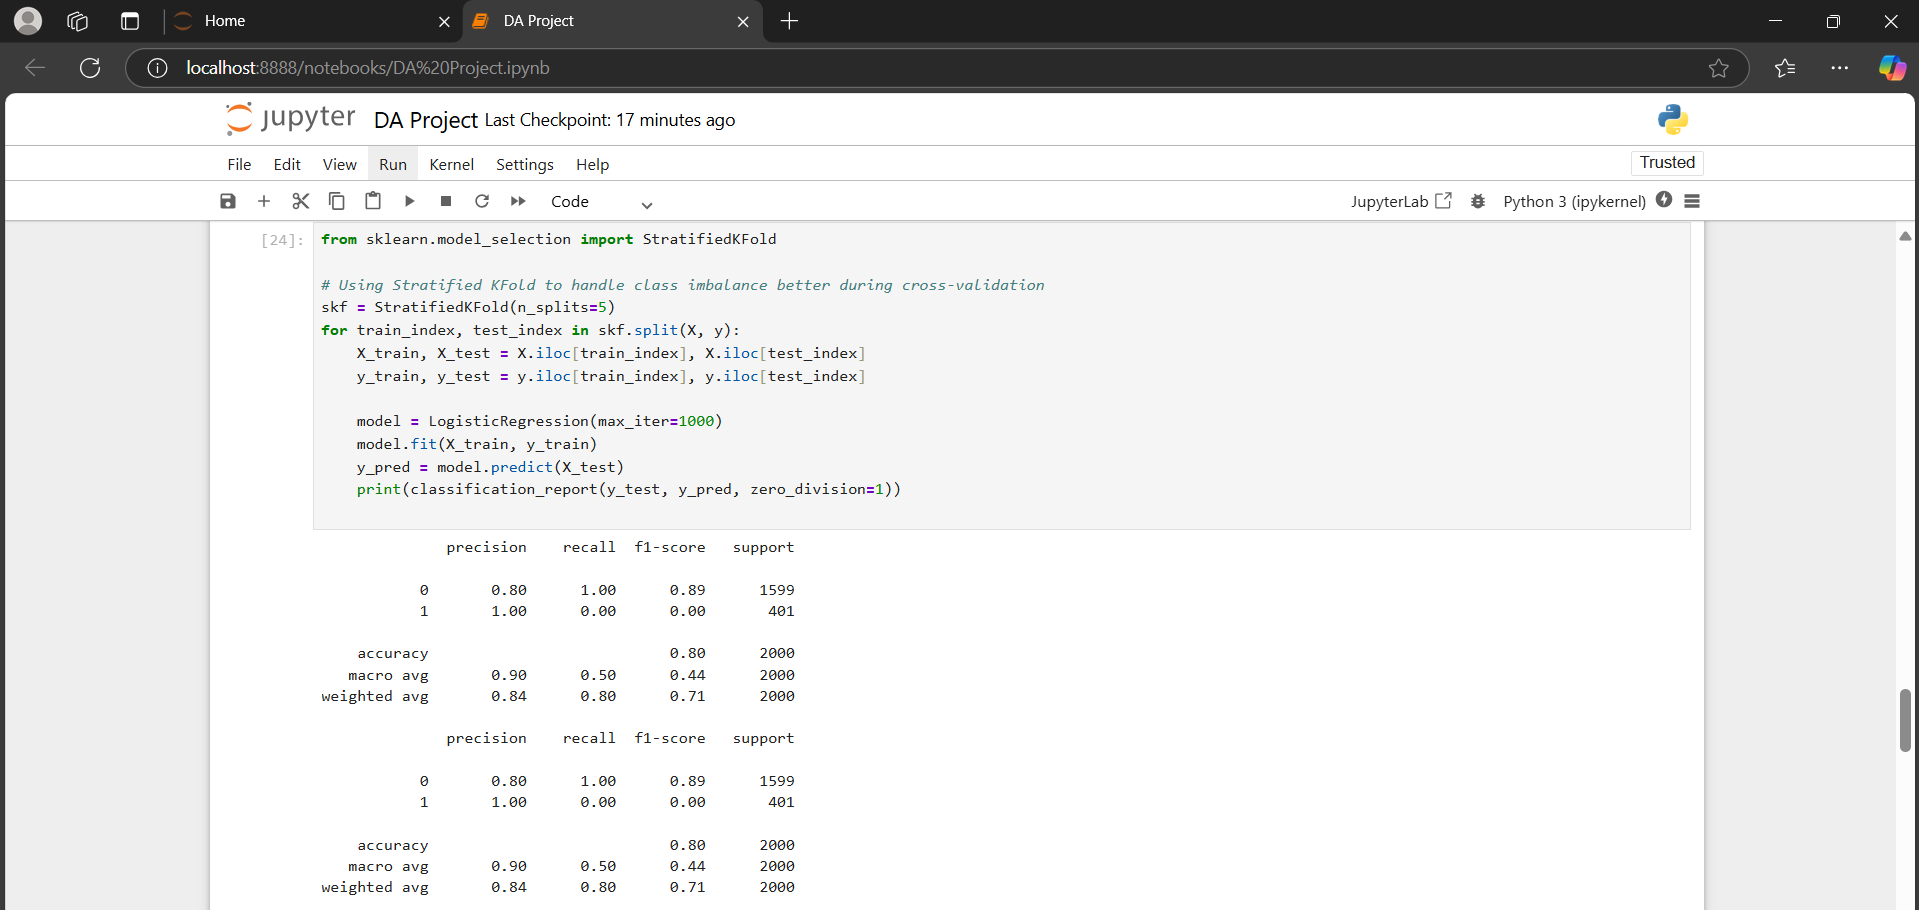 Home
DA Project
localhost:8888/notebooks/DA%20Project.ipynb
jupyter DA Project Last Checkpoint: 17 minutes ago
File Edit View Run Kernel Settings Help
Trusted
Code
JupyterLab
Python 3 (ipykernel)
[24]:
from sklearn.model_selection import StratifiedKFold
# Using Stratified KFold to handle class imbalance better during cross-validation
skf = StratifiedKFold(n_splits=5)
for train_index, test_index in skf.split(X, y):
    X_train, X_test = X.iloc[train_index], X.iloc[test_index]
    y_train, y_test = y.iloc[train_index], y.iloc[test_index]
    model = LogisticRegression(max_iter=1000)
    model.fit(X_train, y_train)
    y_pred = model.predict(X_test)
    print(classification_report(y_test, y_pred, zero_division=1))
precision recall f1-score support
0 0.80 1.00 0.89 1599
1 1.00 0.00 0.00 401
accuracy 0.80 2000
macro avg 0.90 0.50 0.44 2000
weighted avg 0.84 0.80 0.71 2000
precision recall f1-score support
0 0.80 1.00 0.89 1599
1 1.00 0.00 0.00 401
accuracy 0.80 2000
macro avg 0.90 0.50 0.44 2000
weighted avg 0.84 0.80 0.71 2000